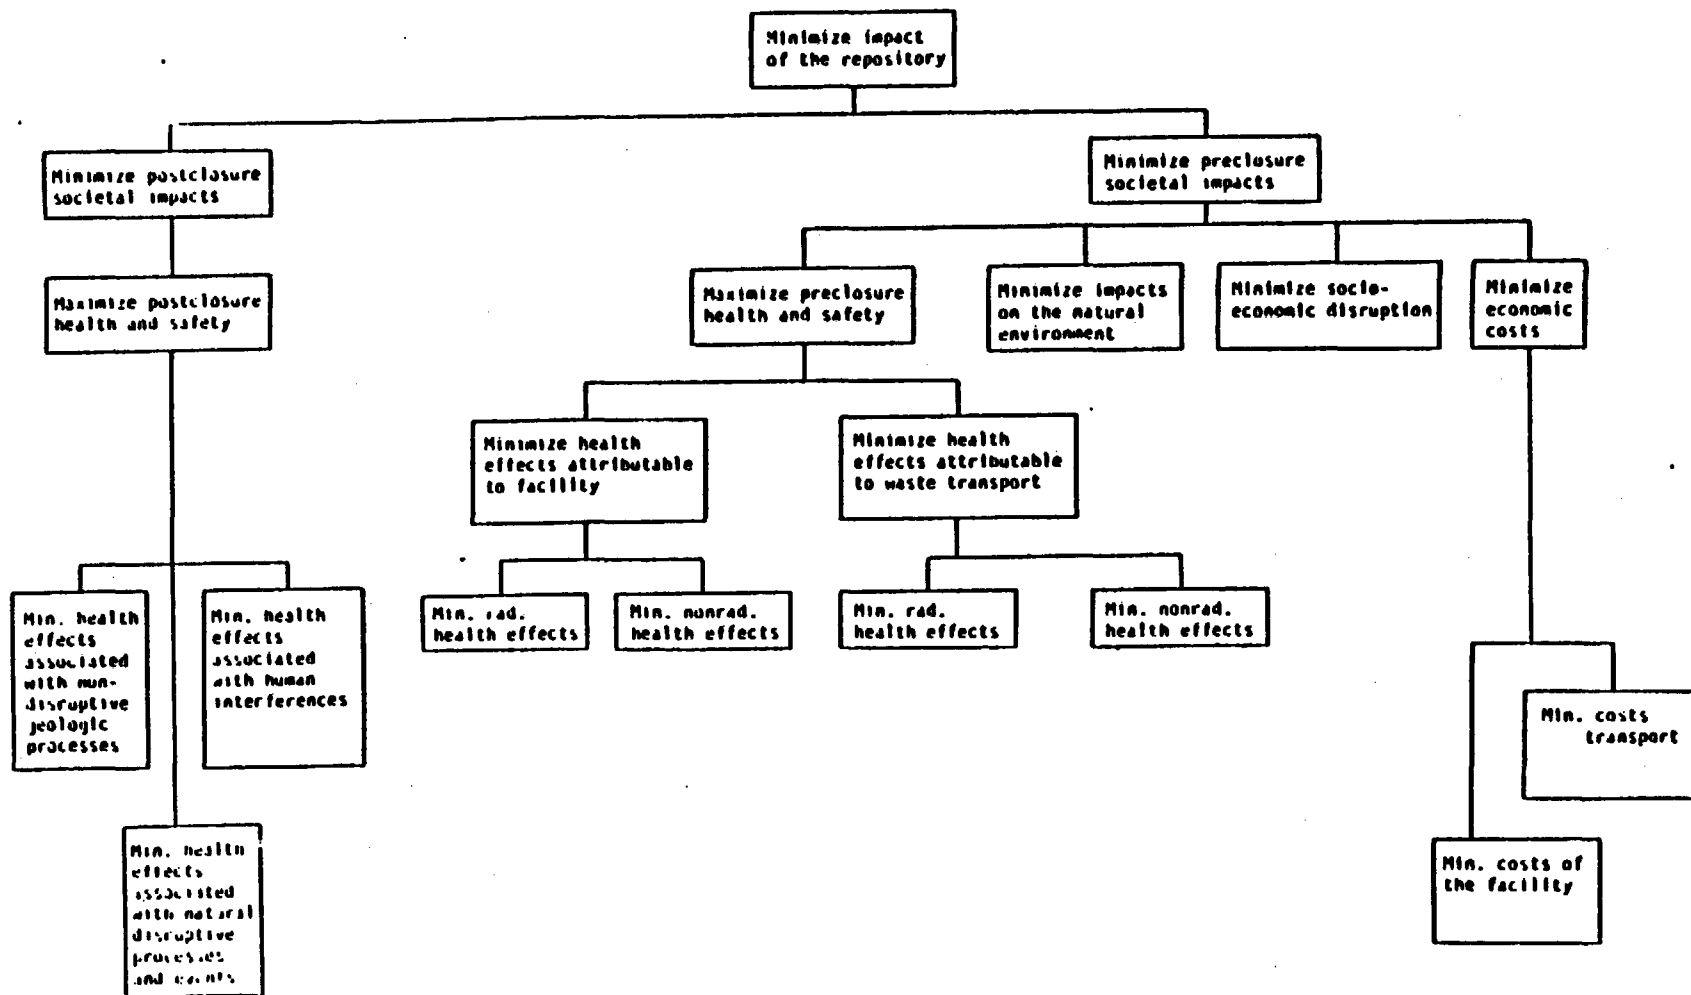 Minimize impact
of the repository
Minimize postclosure
societal impacts
Minimize preclosure
societal impacts
Maximize postclosure
health and safety
Maximize preclosure
health and safety
Minimize impacts
on the natural
environment
Minimize socio-
economic disruption
Minimize
economic
costs
Minimize health
effects attributable
to facility
Minimize health
effects attributable
to waste transport
Min. health
effects
associated
with non-
disruptive
geologic
processes
Min. health
effects
associated
with human
interferences
Min. rad.
health effects
Min. nonrad.
health effects
Min. rad.
health effects
Min. nonrad.
health effects
Min. costs
transport
Min. health
effects
associated
with natural
disruptive
processes
and events
Min. costs of
the facility